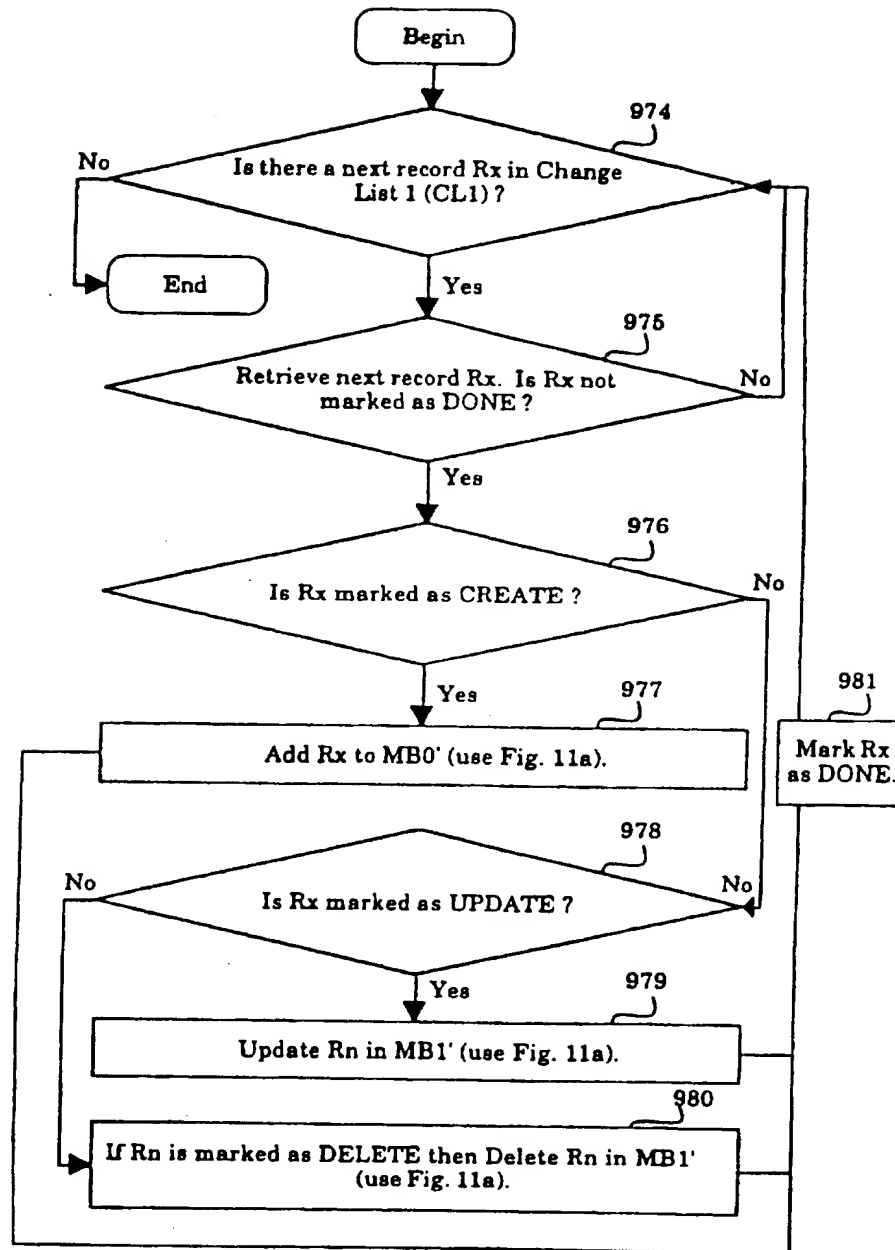 Begin
974
No
Is there a next record Rx in Change
List 1 (CL1) ?
End
Yes
975
Retrieve next record Rx. Is Rx not
marked as DONE ?
No
Yes
976
Is Rx marked as CREATE ?
No
Yes
977
981
Add Rx to MB0' (use Fig. 11a).
Mark Rx
as DONE.
978
No
Is Rx marked as UPDATE ?
No
Yes
979
Update Rn in MB1' (use Fig. 11a).
980
If Rn is marked as DELETE then Delete Rn in MB1'
(use Fig. 11a).